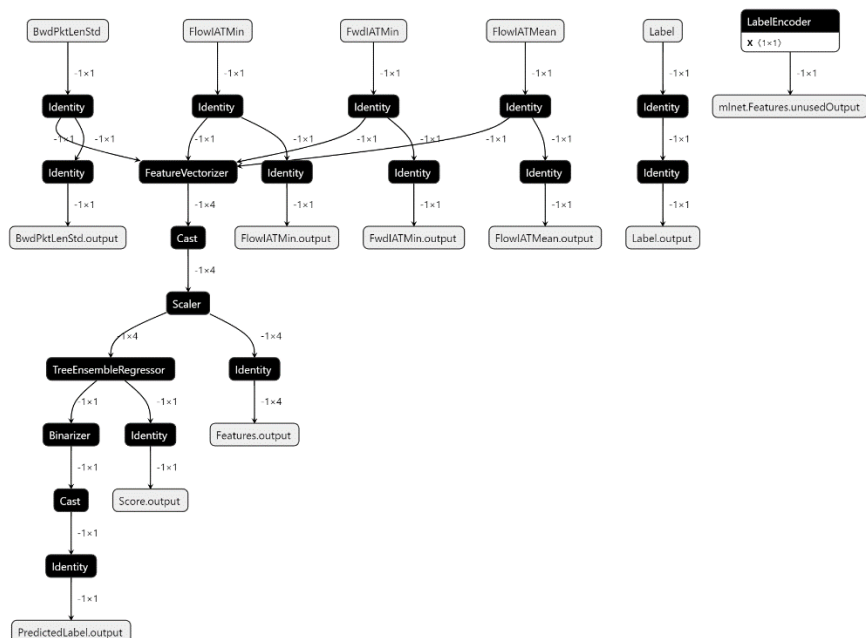 BwdPktLenStd
FlowIATMin
FwdIATMin
FlowIATMean
Label
LabelEncoder
X ⟨1×1⟩
-1×1
-1×1
-1×1
-1×1
-1×1
-1×1
mlnet.Features.unusedOutput
Identity
Identity
Identity
Identity
Identity
-1×1
-1×1
-1×1
-1×1
-1×1
-1×1
-1×1
-1×1
-1×1
Identity
FeatureVectorizer
Identity
Identity
Identity
Identity
-1×1
-1×4
-1×1
-1×1
-1×1
-1×1
BwdPktLenStd.output
Cast
FlowIATMin.output
FwdIATMin.output
FlowIATMean.output
Label.output
-1×4
Scaler
-1×4
-1×4
TreeEnsembleRegressor
Identity
-1×1
-1×1
-1×4
Binarizer
Identity
Features.output
-1×1
-1×1
Cast
Score.output
-1×1
Identity
-1×1
PredictedLabel.output